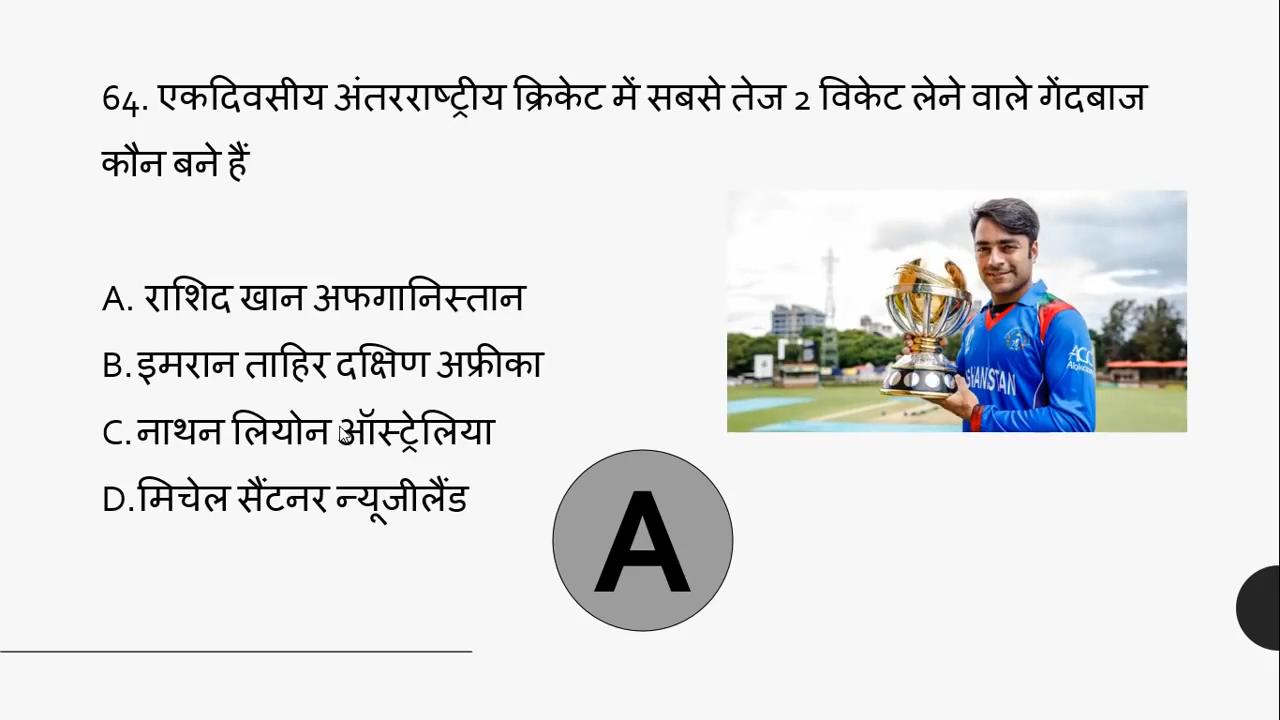 64. एकदिवसीय अंतरराष्ट्रीय क्रिकेट में सबसे तेज 2 विकेट लेने वाले गेंदबाज
कौन बने हैं
A. राशिद खान अफगानिस्तान
B. इमरान ताहिर दक्षिण अफ्रीका
C. नाथन लियोन ऑस्ट्रेलिया
D. मिचेल सैंटनर न्यूजीलैंड
A